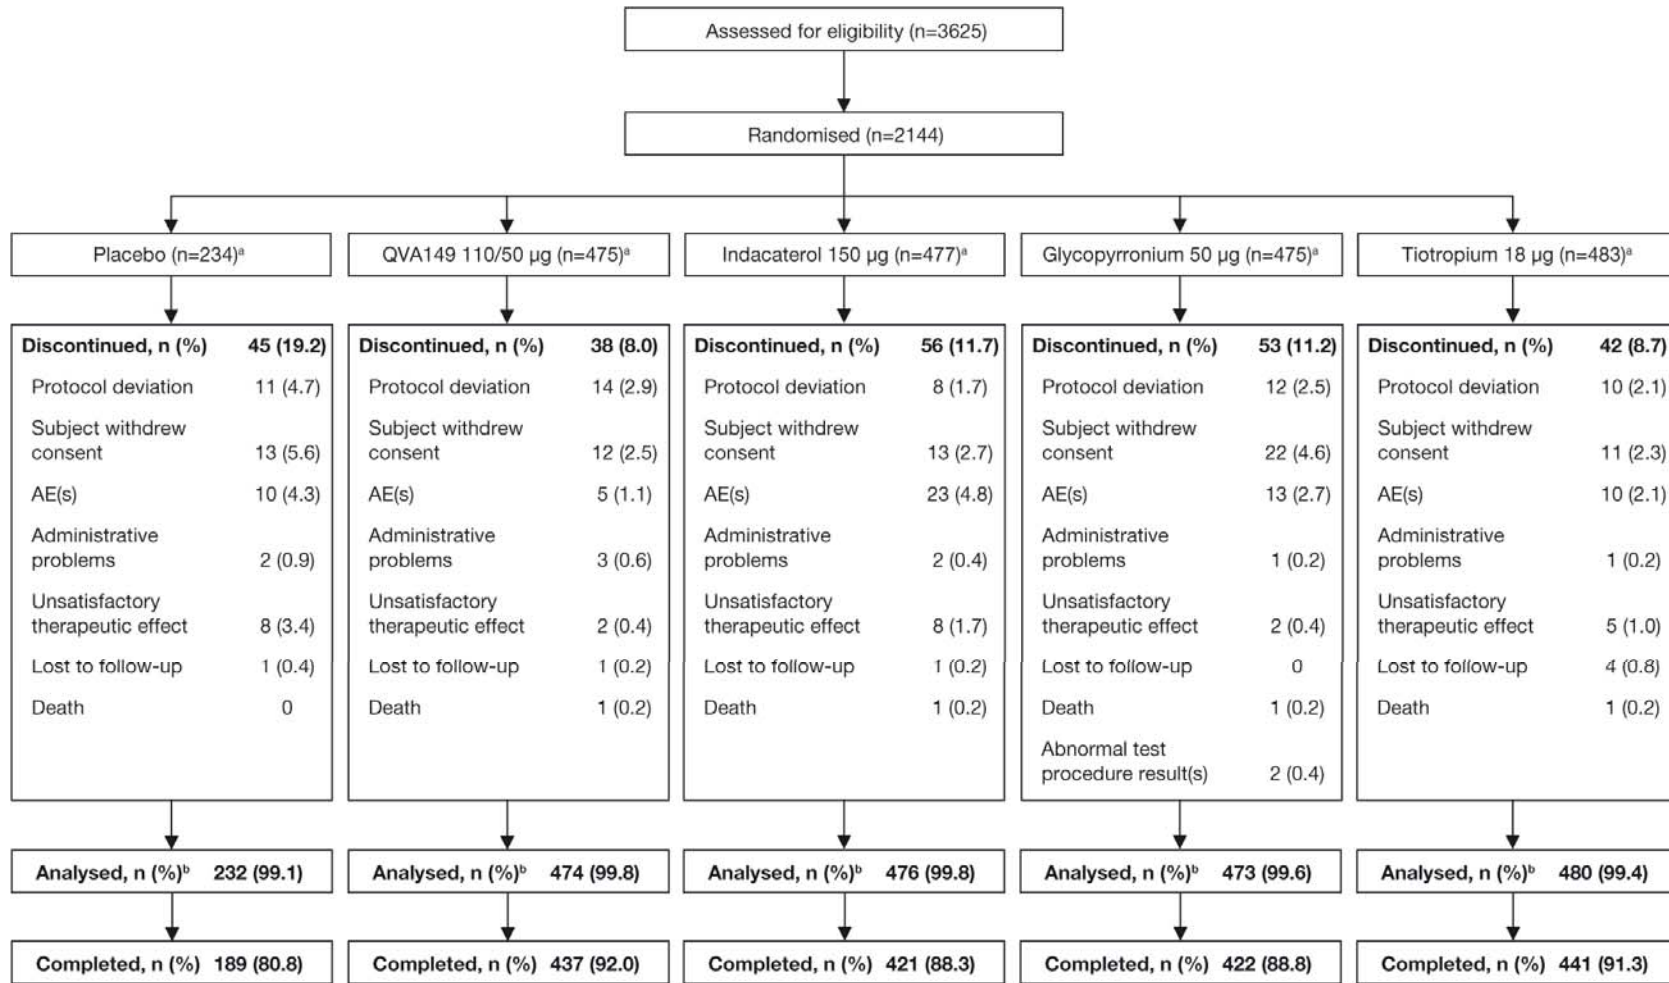 Assessed for eligibility (n=3625)
Randomised (n=2144)
Placebo (n=234)ᵃ
QVA149 110/50 µg (n=475)ᵃ
Indacaterol 150 µg (n=477)ᵃ
Glycopyrronium 50 µg (n=475)ᵃ
Tiotropium 18 µg (n=483)ᵃ
Discontinued, n (%) 45 (19.2)
Protocol deviation 11 (4.7)
Subject withdrew
consent 13 (5.6)
AE(s) 10 (4.3)
Administrative
problems 2 (0.9)
Unsatisfactory
therapeutic effect 8 (3.4)
Lost to follow-up 1 (0.4)
Death 0
Discontinued, n (%) 38 (8.0)
Protocol deviation 14 (2.9)
Subject withdrew
consent 12 (2.5)
AE(s) 5 (1.1)
Administrative
problems 3 (0.6)
Unsatisfactory
therapeutic effect 2 (0.4)
Lost to follow-up 1 (0.2)
Death 1 (0.2)
Discontinued, n (%) 56 (11.7)
Protocol deviation 8 (1.7)
Subject withdrew
consent 13 (2.7)
AE(s) 23 (4.8)
Administrative
problems 2 (0.4)
Unsatisfactory
therapeutic effect 8 (1.7)
Lost to follow-up 1 (0.2)
Death 1 (0.2)
Discontinued, n (%) 53 (11.2)
Protocol deviation 12 (2.5)
Subject withdrew
consent 22 (4.6)
AE(s) 13 (2.7)
Administrative
problems 1 (0.2)
Unsatisfactory
therapeutic effect 2 (0.4)
Lost to follow-up 0
Death 1 (0.2)
Abnormal test
procedure result(s) 2 (0.4)
Discontinued, n (%) 42 (8.7)
Protocol deviation 10 (2.1)
Subject withdrew
consent 11 (2.3)
AE(s) 10 (2.1)
Administrative
problems 1 (0.2)
Unsatisfactory
therapeutic effect 5 (1.0)
Lost to follow-up 4 (0.8)
Death 1 (0.2)
Analysed, n (%)ᵇ 232 (99.1)
Analysed, n (%)ᵇ 474 (99.8)
Analysed, n (%)ᵇ 476 (99.8)
Analysed, n (%)ᵇ 473 (99.6)
Analysed, n (%)ᵇ 480 (99.4)
Completed, n (%) 189 (80.8)
Completed, n (%) 437 (92.0)
Completed, n (%) 421 (88.3)
Completed, n (%) 422 (88.8)
Completed, n (%) 441 (91.3)